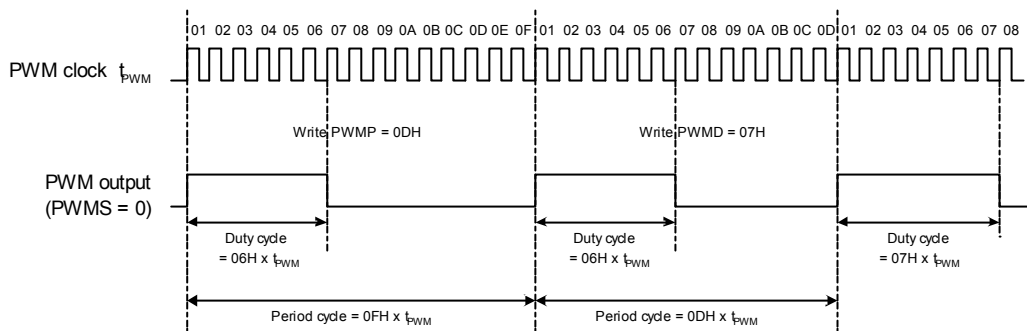 01 02 03 04 05 06 07 08 09 0A 0B 0C 0D 0E 0F 01 02 03 04 05 06 07 08 09 0A 0B 0C 0D 01 02 03 04 05 06 07 08
PWM clock tPWM
Write PWMP = 0DH
Write PWMD = 07H
PWM output
(PWMS = 0)
Duty cycle
= 06H x tPWM
Duty cycle
= 06H x tPWM
Duty cycle
= 07H x tPWM
Period cycle = 0FH x tPWM
Period cycle = 0DH x tPWM